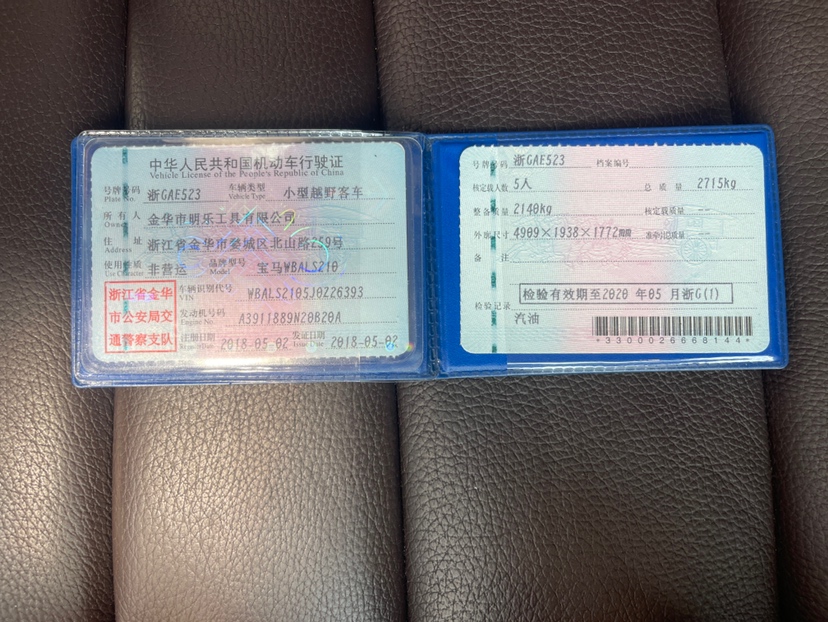 中华人民共和国机动车行驶证
Vehicle License of the People's Republic of China
号牌号码 浙GAE523 车辆类型 小型越野客车
Plate No. Vehicle Type
所有人 金华市明乐工具有限公司
Owner
住址 浙江省金华市婺城区北山路259号
Address
使用性质 非营运 品牌型号 宝马WBALS210
Use Character Model
浙江省金华
市公安局交
通警察支队
车辆识别代号 WBALS2105J0Z26393
VIN
发动机号码 A3911889N20B20A
Engine No.
注册日期 2018-05-02 发证日期 2018-05-02
Register Date Issue Date
号牌号码 浙GAE523 档案编号
核定载人数 5人 总质量 2715kg
整备质量 2140kg 核定载质量 --
外廓尺寸 4909×1938×1772mm 准牵引总质量 --
备注
检验有效期至2020 年05 月浙G(1)
检验记录
汽油
*3300026668144*